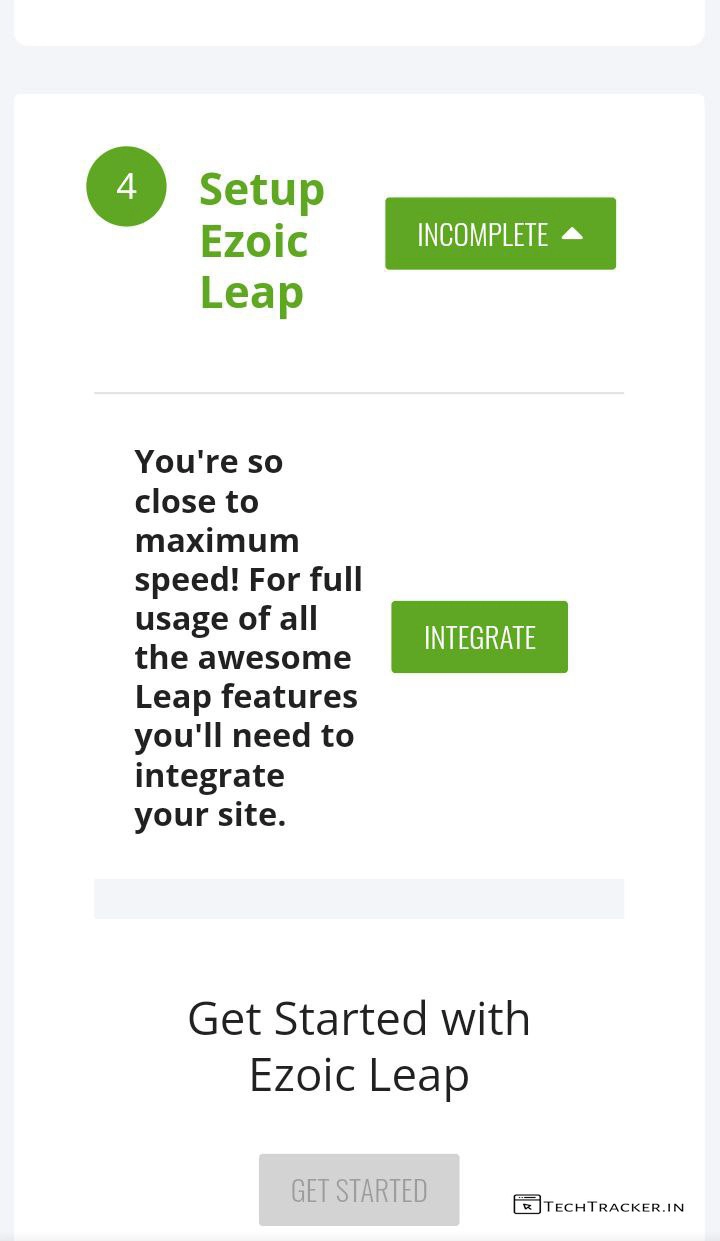 4
Setup
Ezoic
Leap
INCOMPLETE
You're so
close to
maximum
speed! For full
usage of all
the awesome
Leap features
you'll need to
integrate
your site.
INTEGRATE
Get Started with
Ezoic Leap
GET STARTED
TECHTRACKER.IN